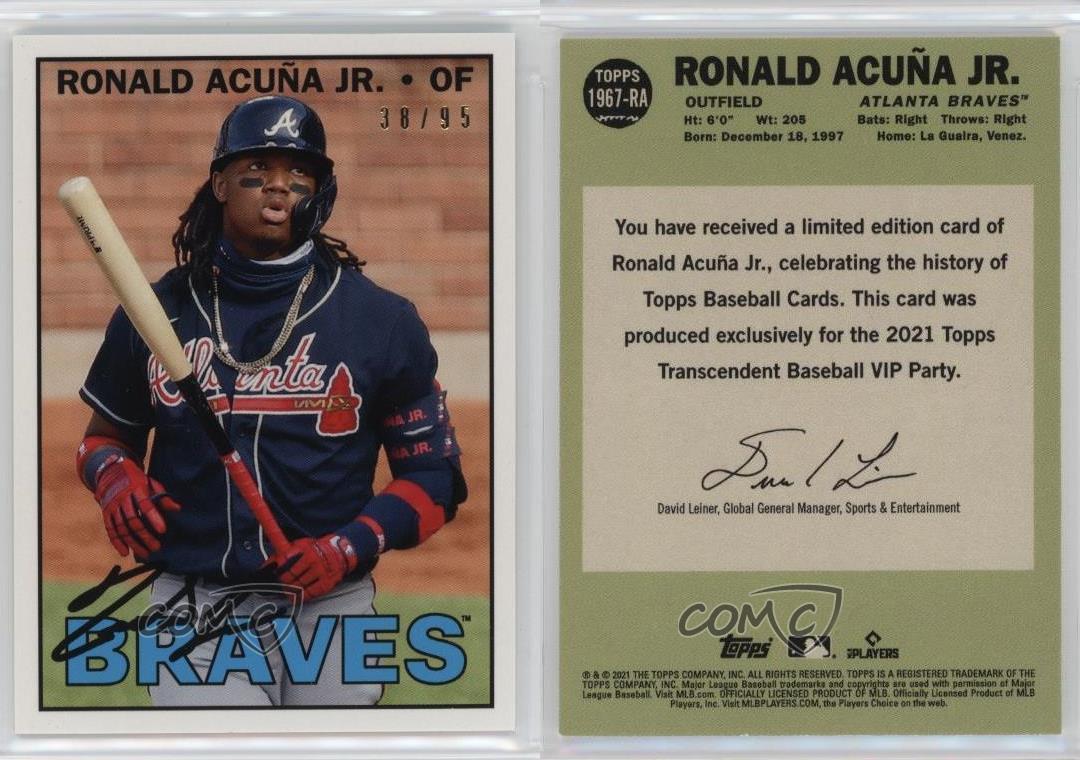 RONALD ACUÑA JR. • OF
38/95
Atlanta
NA JR.
NA JR.
BRAVES™
COMC
TOPPS
1967-RA
RONALD ACUÑA JR.
OUTFIELD ATLANTA BRAVES™
Ht: 6'0" Wt: 205 Bats: Right Throws: Right
Born: December 18, 1997 Home: La Guaira, Venez.
You have received a limited edition card of
Ronald Acuña Jr., celebrating the history of
Topps Baseball Cards. This card was
produced exclusively for the 2021 Topps
Transcendent Baseball VIP Party.
David Leiner, Global General Manager, Sports & Entertainment
COMC
Topps PLAYERS
® & © 2021 THE TOPPS COMPANY, INC. ALL RIGHTS RESERVED. TOPPS IS A REGISTERED TRADEMARK OF THE
TOPPS COMPANY, INC. Major League Baseball trademarks and copyrights are used with permission of Major
League Baseball. Visit MLB.com. OFFICIALLY LICENSED PRODUCT OF MLB. Officially Licensed Product of MLB
Players, Inc. Visit MLBPLAYERS.COM, the Players Choice on the web.